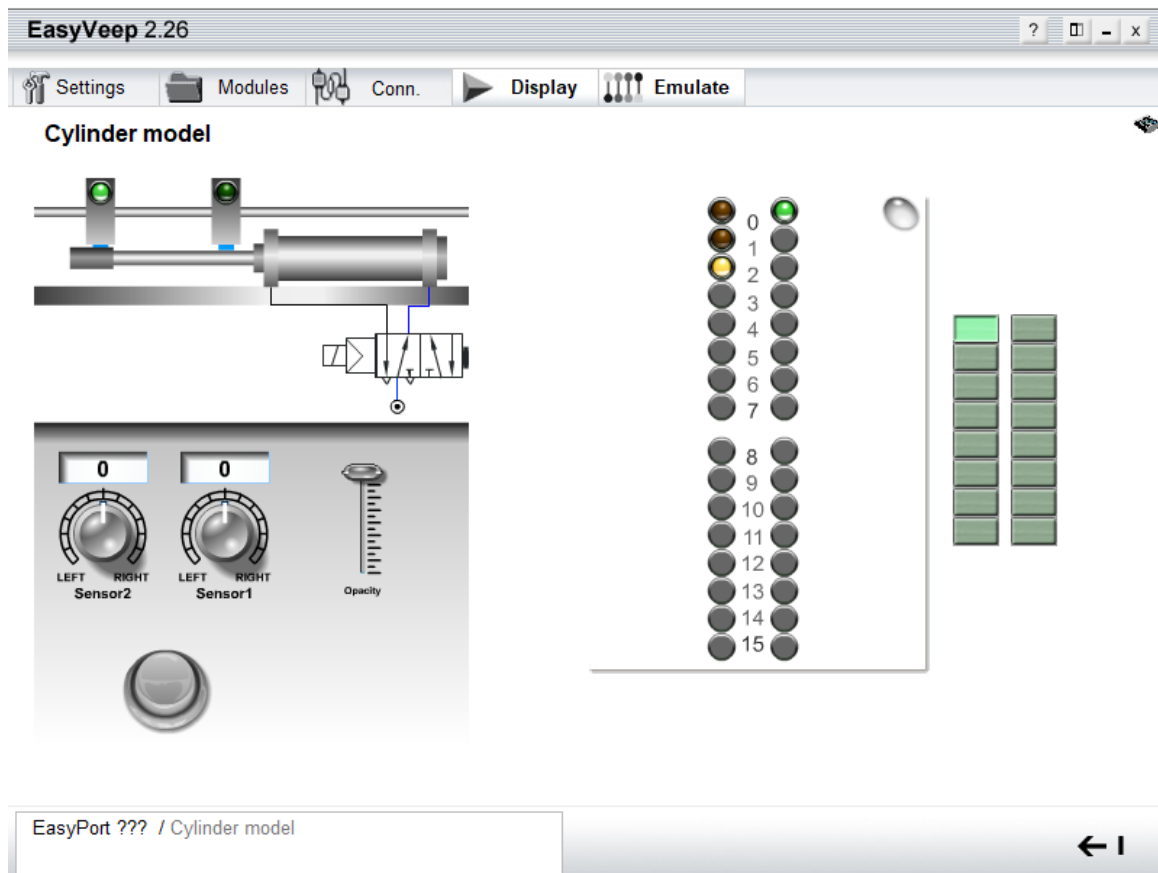 EasyVeep 2.26
? x
Settings Modules Conn. Display Emulate
Cylinder model
0
1
2
3
4
5
6
7
8
9
10
11
12
13
14
15
0 0
LEFT RIGHT LEFT RIGHT
Sensor2 Sensor1 Opacity
EasyPort ??? / Cylinder model